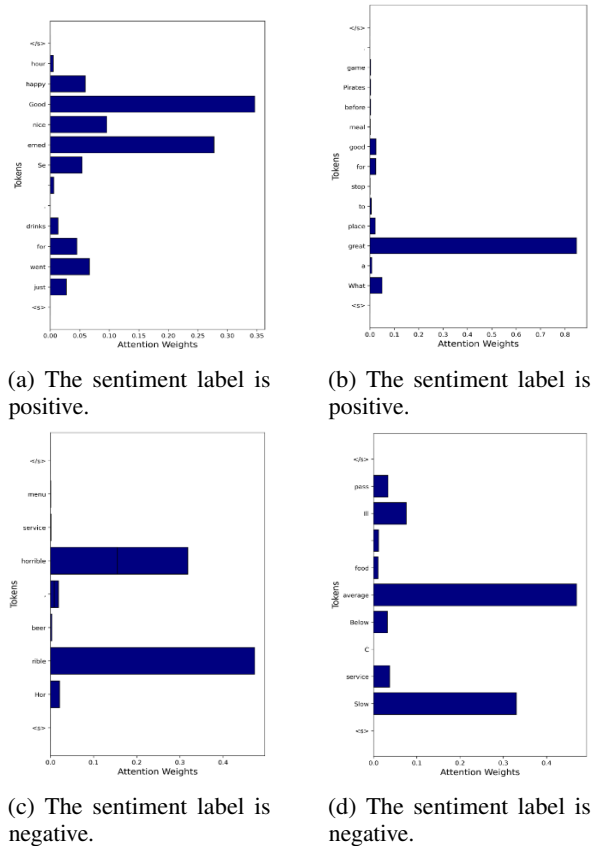 </s>
hour
happy
Good
nice
emed
Se
.
drinks
for
went
just
<s>
Tokens
0.00 0.05 0.10 0.15 0.20 0.25 0.30 0.35
Attention Weights
</s>
.
game
Pirates
before
meal
good
for
stop
to
place
great
a
What
<s>
Tokens
0.0 0.1 0.2 0.3 0.4 0.5 0.6 0.7 0.8
Attention Weights
(a) The sentiment label is
positive.
(b) The sentiment label is
positive.
</s>
menu
service
horrible
,
beer
rible
Hor
<s>
Tokens
0.0 0.1 0.2 0.3 0.4
Attention Weights
</s>
pass
food
average
Below
C
service
Slow
<s>
Tokens
0.0 0.2 0.4
Attention Weights
(c) The sentiment label is
negative.
(d) The sentiment label is
negative.